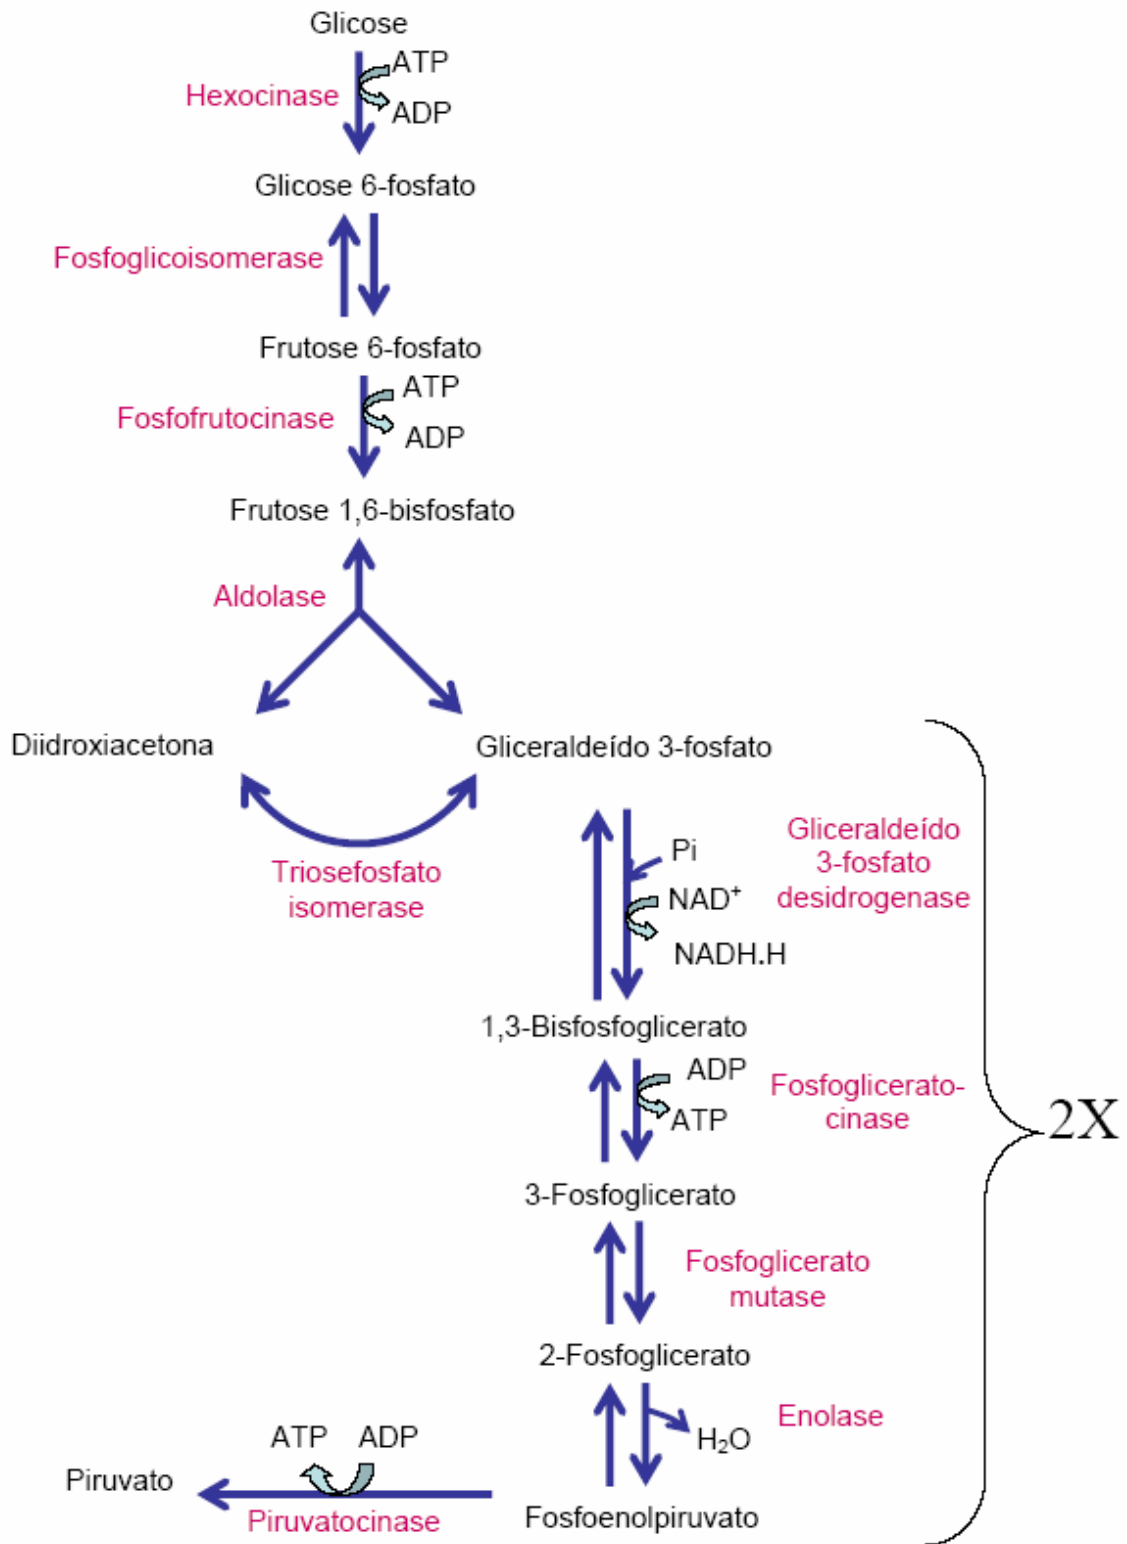 Glicose
ATP
Hexocinase
ADP
Glicose 6-fosfato
Fosfoglicoisomerase
Frutose 6-fosfato
ATP
Fosfofrutocinase
ADP
Frutose 1,6-bisfosfato
Aldolase
Diidroxiacetona
Gliceraldeído 3-fosfato
Triosefosfato
isomerase
Pi
NAD⁺
NADH.H
Gliceraldeído
3-fosfato
desidrogenase
1,3-Bisfosfoglicerato
ADP
ATP
Fosfoglicerato-
cinase
2X
3-Fosfoglicerato
Fosfoglicerato
mutase
2-Fosfoglicerato
H₂O
Enolase
Fosfoenolpiruvato
ATP
ADP
Piruvatocinase
Piruvato